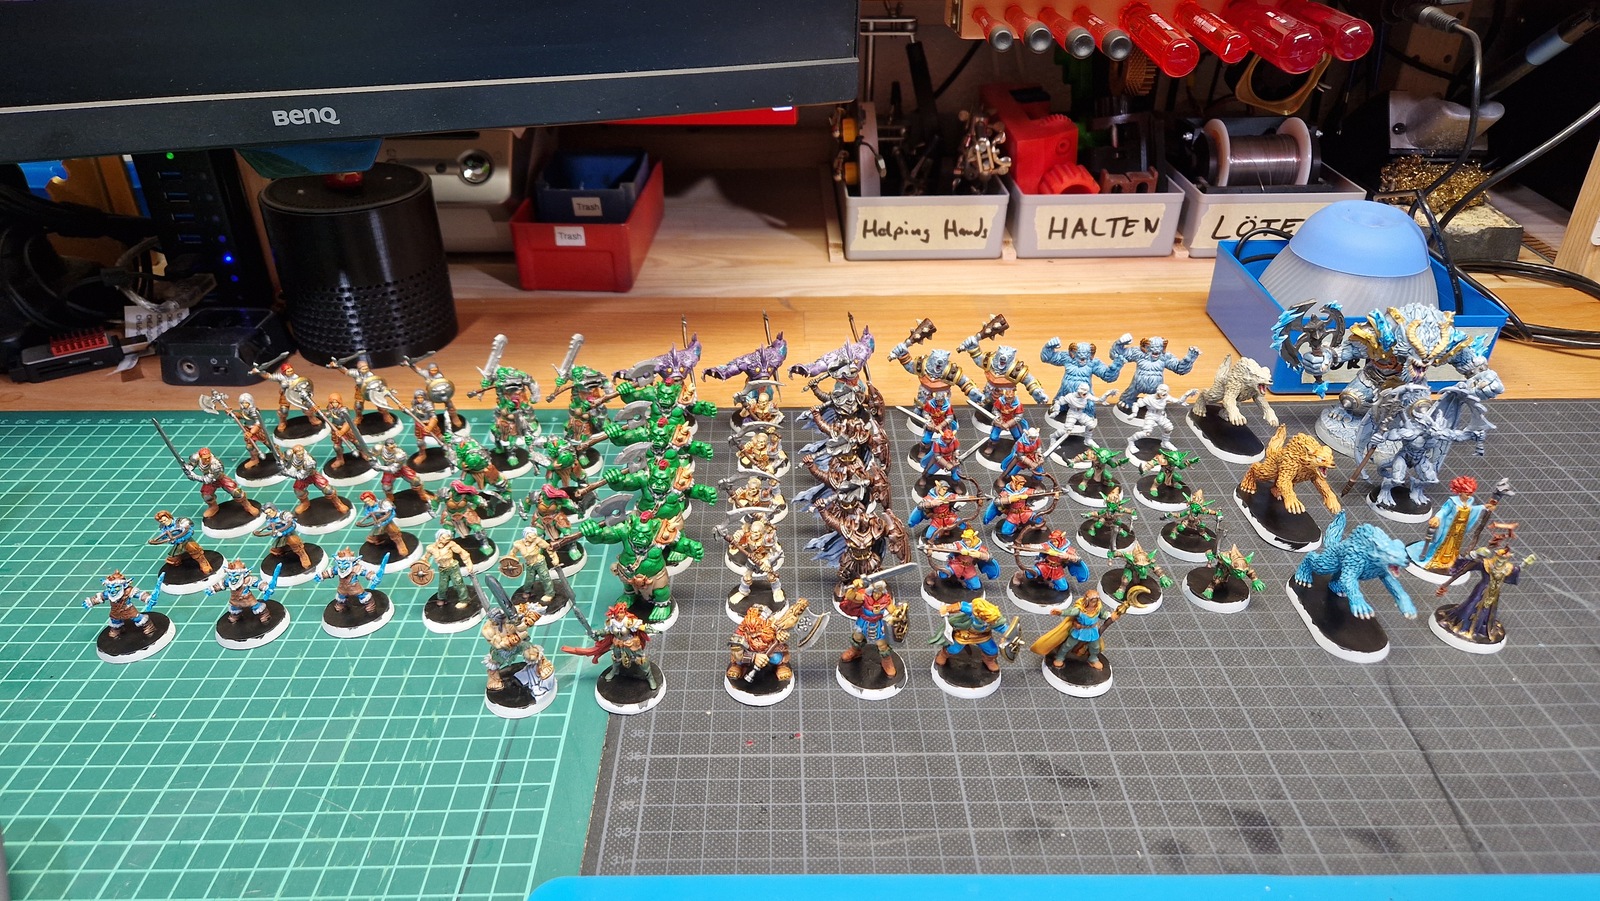 BenQ
Trash
Trash
Helping Hands
HALTEN
LÖTE